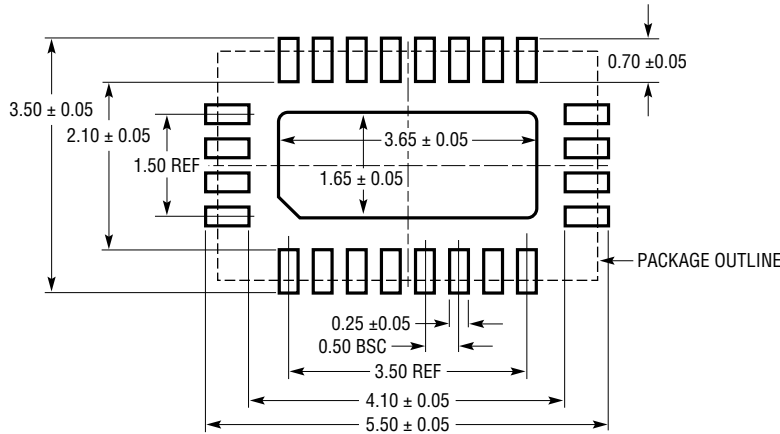 0.70 ±0.05
3.50 ± 0.05
2.10 ± 0.05
3.65 ± 0.05
1.50 REF
1.65 ± 0.05
PACKAGE OUTLINE
0.25 ±0.05
0.50 BSC
3.50 REF
4.10 ± 0.05
5.50 ± 0.05